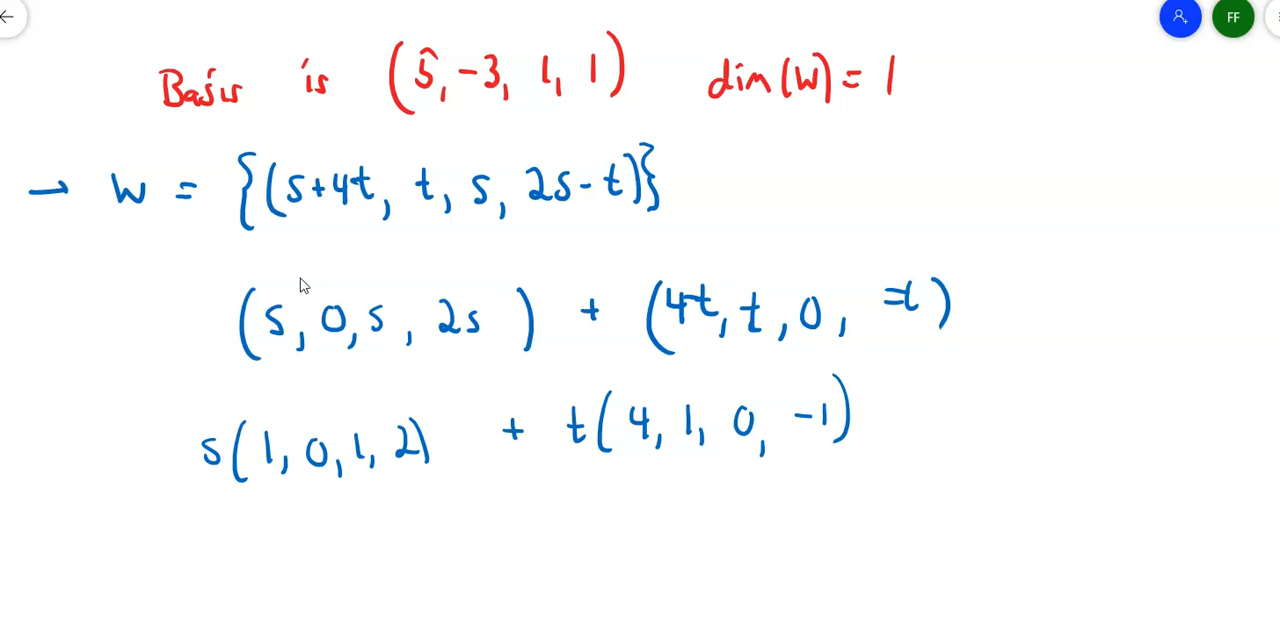 FF
Basis is (5, -3, 1, 1) dim(W) = 1
→ W = {(s+4t, t, s, 2s-t)}
(s, 0, s, 2s) + (4t, t, 0, -t)
s(1, 0, 1, 2) + t(4, 1, 0, -1)